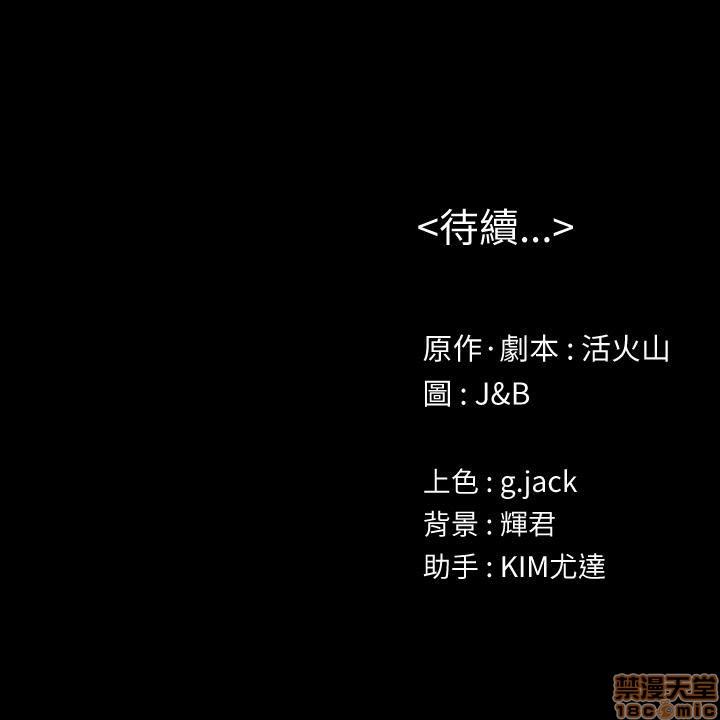 <待續...>
原作·劇本 : 活火山
圖 : J&B
上色 : g.jack
背景 : 輝君
助手 : KIM尤達
禁漫天堂
18comic